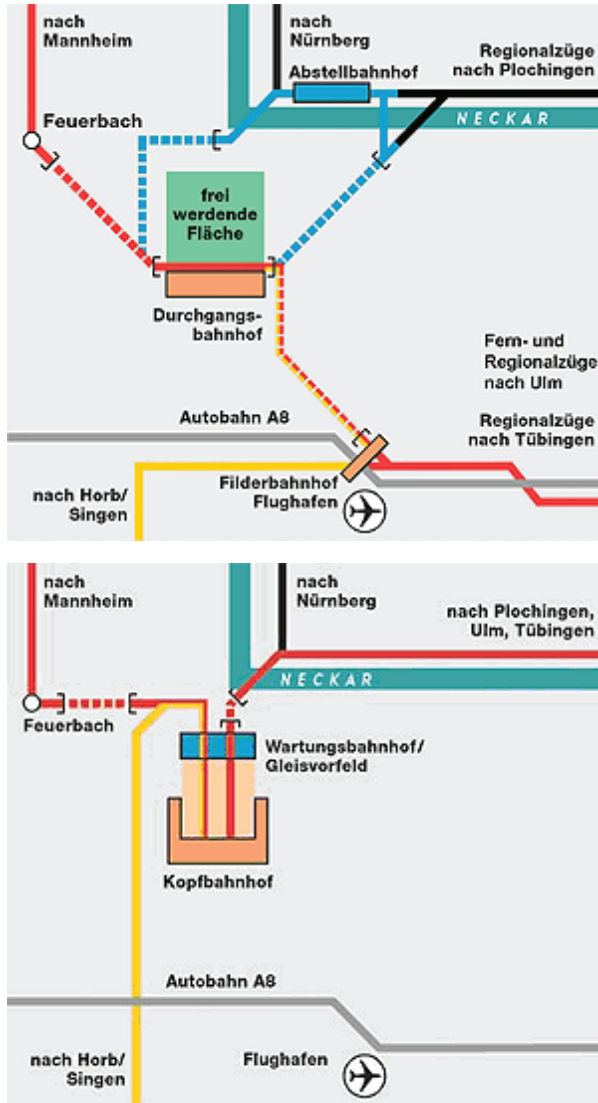 nach
Mannheim
nach
Nürnberg
Regionalzüge
nach Plochingen
Abstellbahnhof
NECKAR
Feuerbach
frei
werdende
Fläche
Durchgangs-
bahnhof
Fern- und
Regionalzüge
nach Ulm
Autobahn A8
Regionalzüge
nach Tübingen
nach Horb/
Singen
Filderbahnhof
Flughafen
nach
Mannheim
nach
Nürnberg
nach Plochingen,
Ulm, Tübingen
NECKAR
Feuerbach
Wartungsbahnhof/
Gleisvorfeld
Kopfbahnhof
Autobahn A8
nach Horb/
Singen
Flughafen